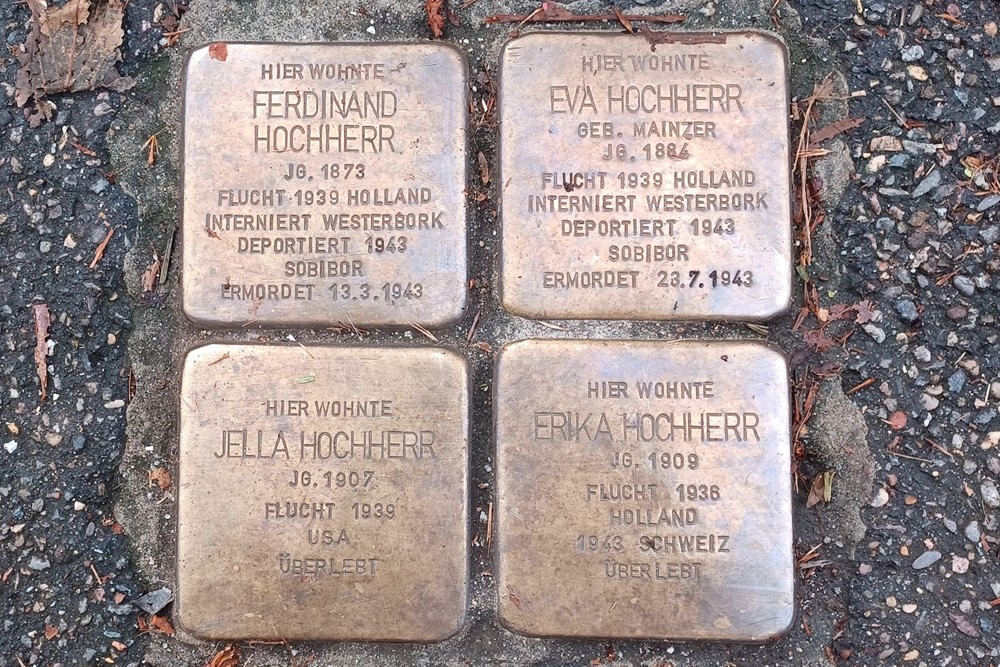 HIER WOHNTE
FERDINAND
HOCHHERR
JG. 1873
FLUCHT 1939 HOLLAND
INTERNIERT WESTERBORK
DEPORTIERT 1943
SOBIBOR
ERMORDET 13.3.1943
HIER WOHNTE
EVA HOCHHERR
GEB. MAINZER
JG. 1884
FLUCHT 1939 HOLLAND
INTERNIERT WESTERBORK
DEPORTIERT 1943
SOBIBOR
ERMORDET 23.7.1943
HIER WOHNTE
JELLA HOCHHERR
JG. 1907
FLUCHT 1939
USA
ÜBERLEBT
HIER WOHNTE
ERIKA HOCHHERR
JG. 1909
FLUCHT 1936
HOLLAND
1943 SCHWEIZ
ÜBERLEBT